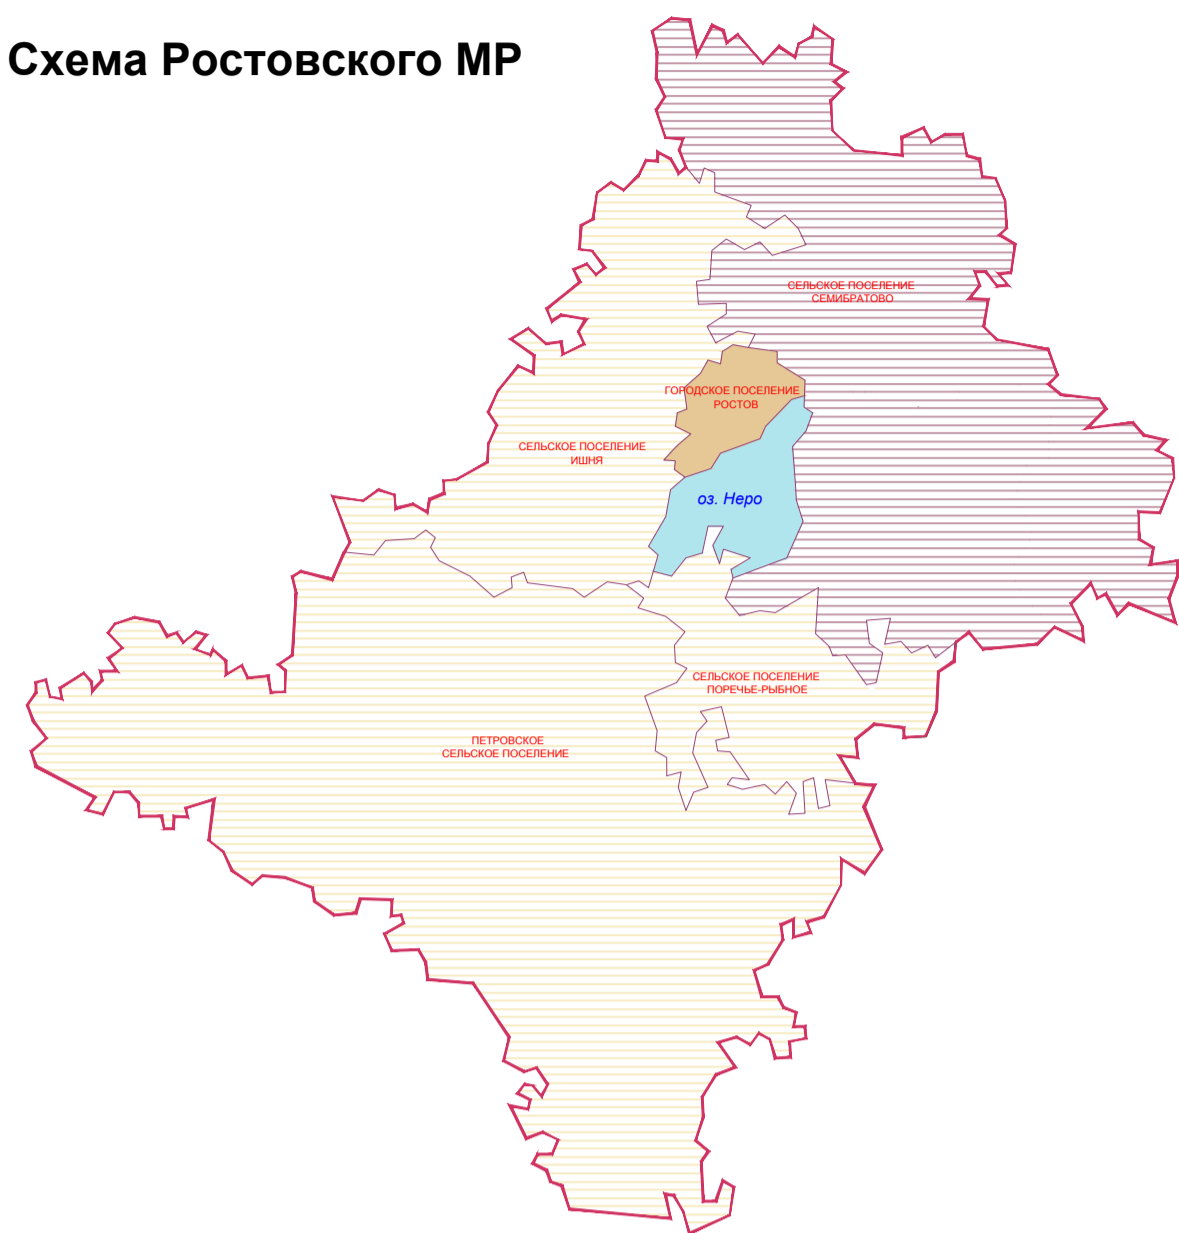 Схема Ростовского МР
СЕЛЬСКОЕ ПОСЕЛЕНИЕ
СЕМИБРАТОВО
ГОРОДСКОЕ ПОСЕЛЕНИЕ
РОСТОВ
СЕЛЬСКОЕ ПОСЕЛЕНИЕ
ИШНЯ
оз. Неро
СЕЛЬСКОЕ ПОСЕЛЕНИЕ
ПОРЕЧЬЕ-РЫБНОЕ
ПЕТРОВСКОЕ
СЕЛЬСКОЕ ПОСЕЛЕНИЕ